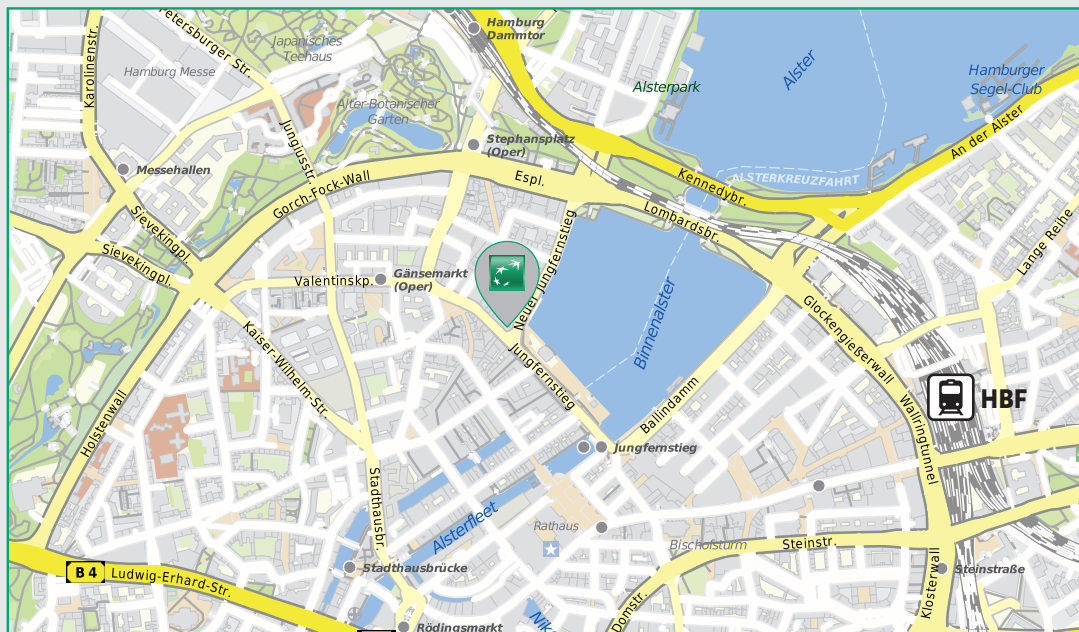 Hamburg
Dammtor
Petersburger Str.
Japanisches
Teehaus
Karolinenstr.
Hamburg Messe
Alster
Hamburger
Segel-Club
Alsterpark
Alter Botanischer
Garten
An der Alster
Jungiusstr.
Stephansplatz
(Oper)
Messehallen
Espl.
Kennedybr.
ALSTERKREUZFAHRT
Gorch-Fock-Wall
Lombardsbr.
Sievekingpl.
Sievekingpl.
Lange Reihe
Neuer Jungfernstieg
Valentinskp.
Gänsemarkt
(Oper)
Binnenalster
Glockengießerwall
Kaiser-Wilhelm-Str.
Jungfernstieg
HBF
Holstenwall
Ballindamm
Wallringtunnel
Jungfernstieg
Stadthausbr.
Alsterfleet
Rathaus
Bischofsturm
Steinstr.
Stadthausbrücke
Steinstraße
B 4
Ludwig-Erhard-Str.
Klosterwall
Domstr.
Nik
Rödingsmarkt